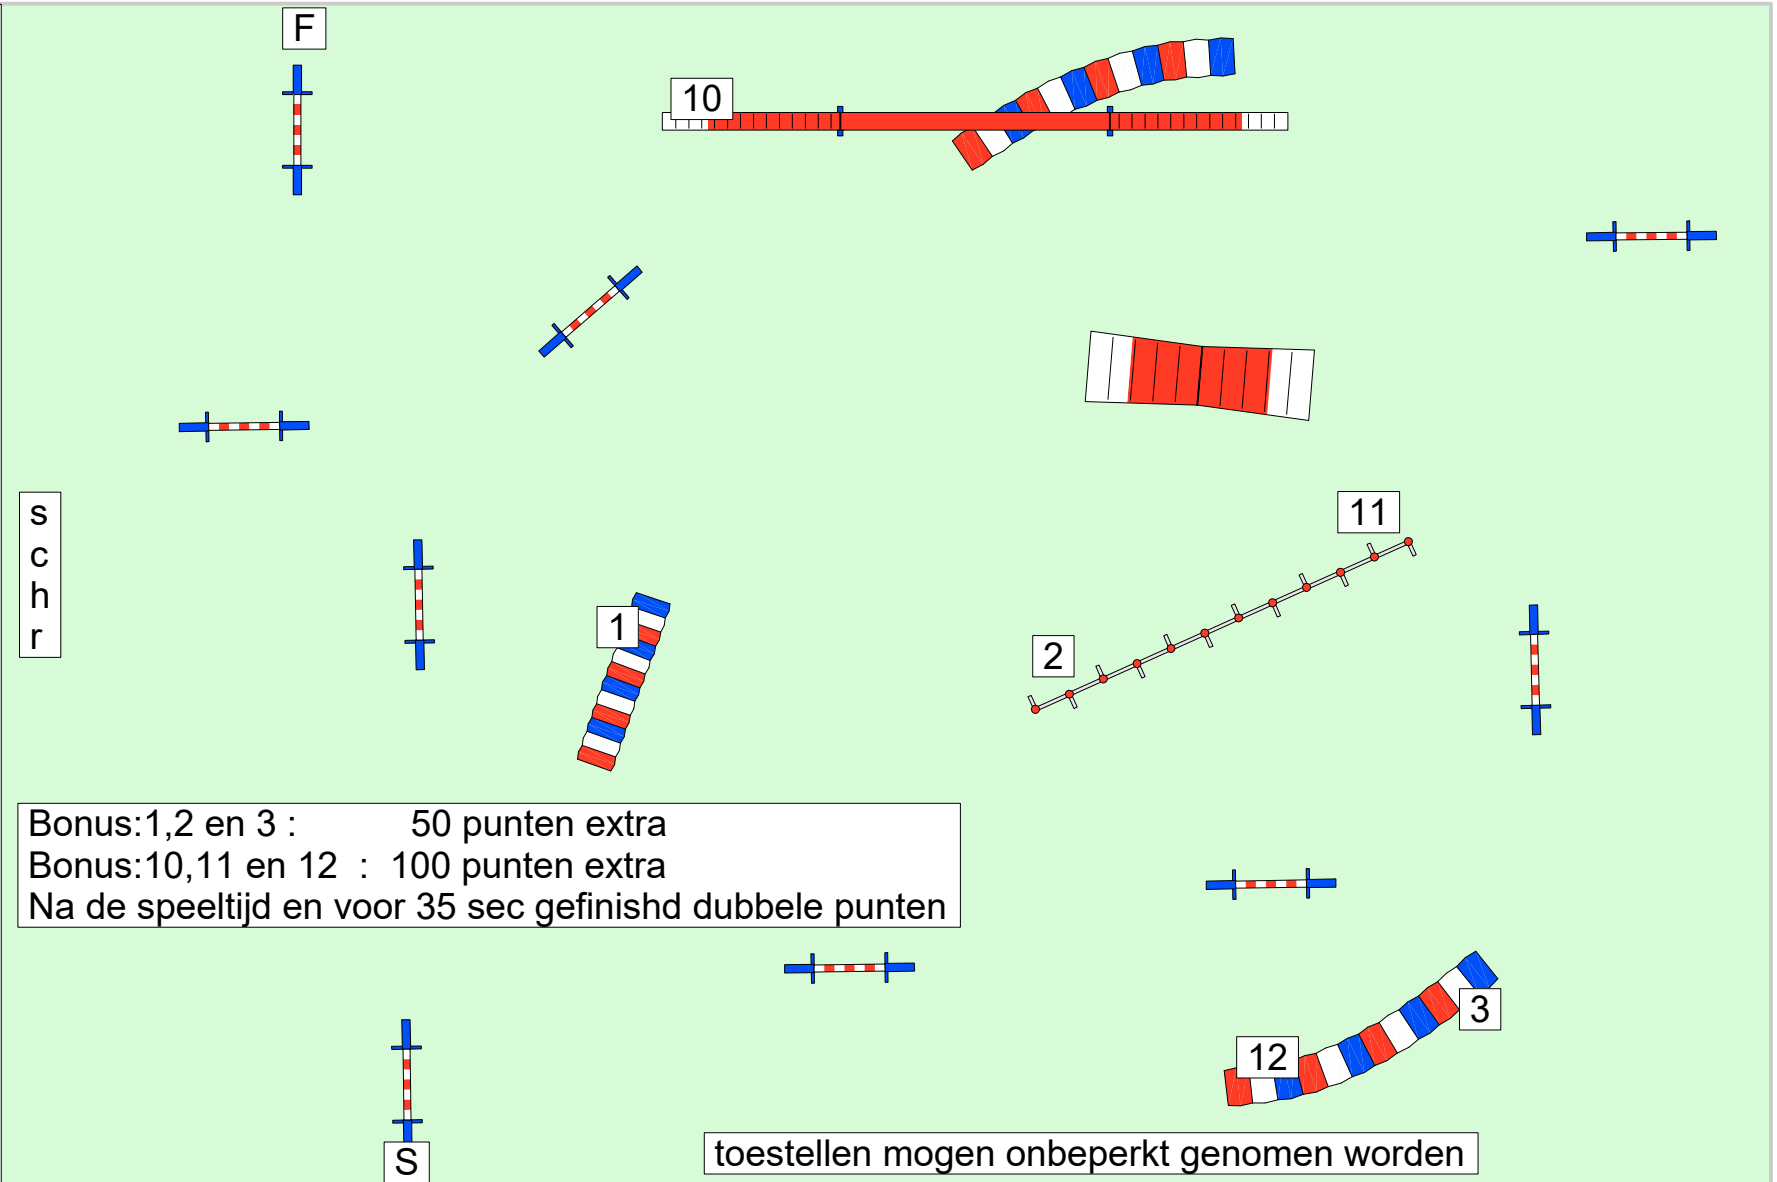 F
10
s
c
h
r
11
1
2
Bonus:1,2 en 3 : 50 punten extra
Bonus:10,11 en 12 : 100 punten extra
Na de speeltijd en voor 35 sec gefinishd dubbele punten
3
12
S
toestellen mogen onbeperkt genomen worden